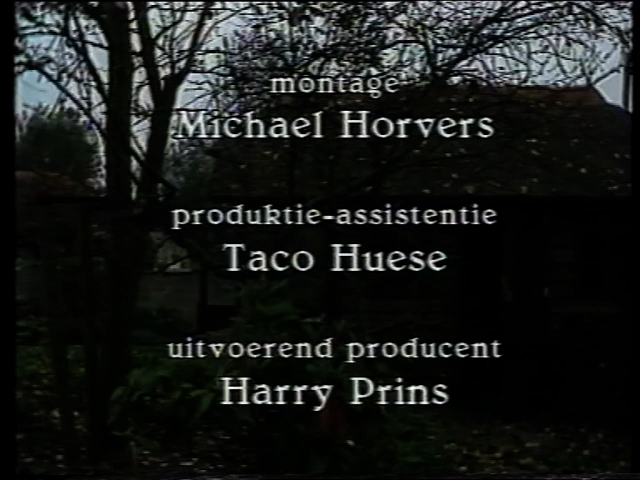 montage
Michael Horvers
produktie-assistentie
Taco Huese
uitvoerend producent
Harry Prins